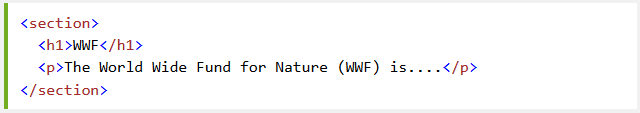 <section>
  <h1>WWF</h1>
  <p>The World Wide Fund for Nature (WWF) is....</p>
</section>